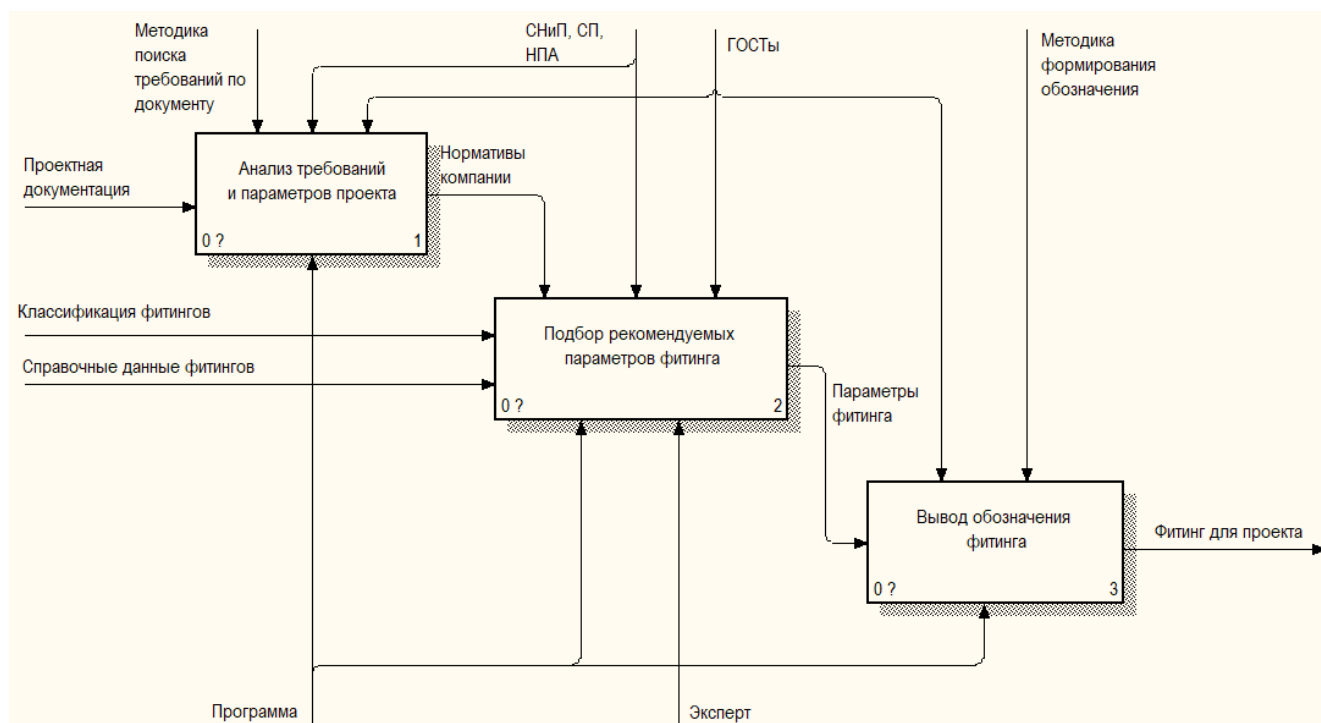 Методика
поиска
требований по
документу
СНиП, СП,
НПА
ГОСТы
Методика
формирования
обозначения
Проектная
документация
Анализ требований
и параметров проекта
0 ?
1
Нормативы
компании
Классификация фитингов
Справочные данные фитингов
Подбор рекомендуемых
параметров фитинга
0 ?
2
Параметры
фитинга
Вывод обозначения
фитинга
0 ?
3
Фитинг для проекта
Программа
Эксперт